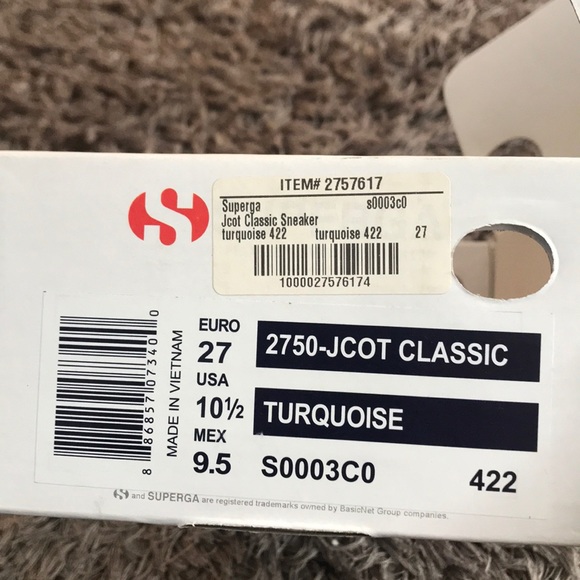 ITEM# 2757617
Superga s0003c0
Jcot Classic Sneaker
turquoise 422 turquoise 422 27
1000027576174
S
8 86857 07340 0
MADE IN VIETNAM
EURO
27
USA
10½
MEX
9.5
2750-JCOT CLASSIC
TURQUOISE
S0003C0 422
S and SUPERGA are registered trademarks owned by BasicNet Group companies.